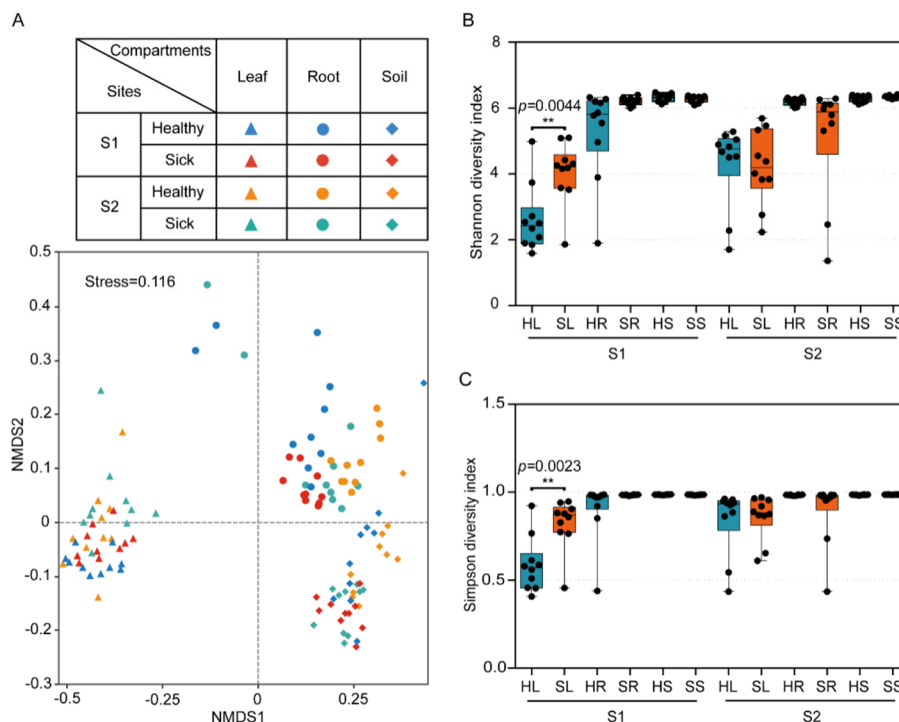 A
Compartments
Sites
Leaf Root Soil
S1 Healthy
Sick
S2 Healthy
Sick
Stress=0.116
0.5
0.4
0.3
0.2
0.1
0
-0.1
-0.2
-0.3
NMDS2
-0.5 -0.25 0 0.25
NMDS1
B
8
6
4
2
0
Shannon diversity index
p=0.0044
**
HL SL HR SR HS SS HL SL HR SR HS SS
S1 S2
C
1.5
1.0
0.5
0.0
Simpson diversity index
p=0.0023
**
HL SL HR SR HS SS HL SL HR SR HS SS
S1 S2